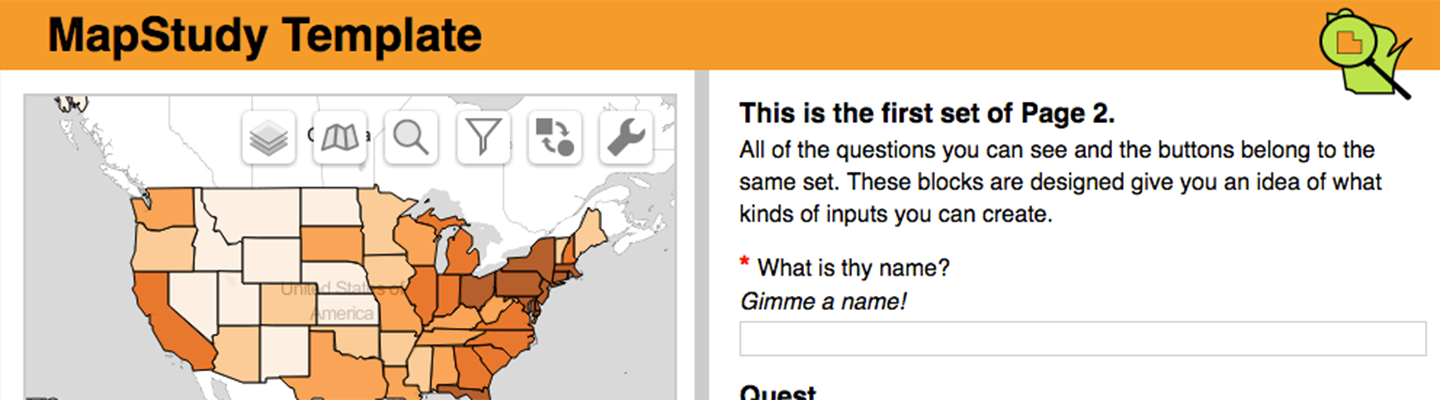 MapStudy Template
United States of
America
This is the first set of Page 2.
All of the questions you can see and the buttons belong to the
same set. These blocks are designed give you an idea of what
kinds of inputs you can create.
* What is thy name?
Gimme a name!
Quest